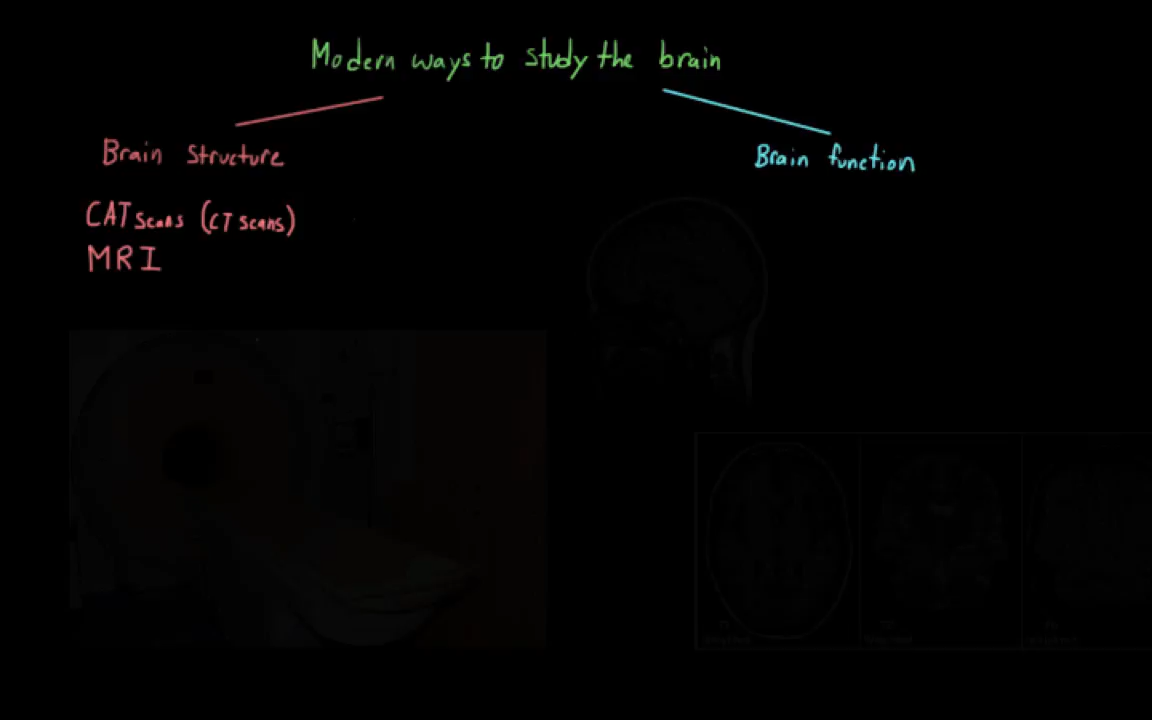 Modern ways to study the brain
Brain Structure
Brain function
CAT Scans (CT Scans)
MRI